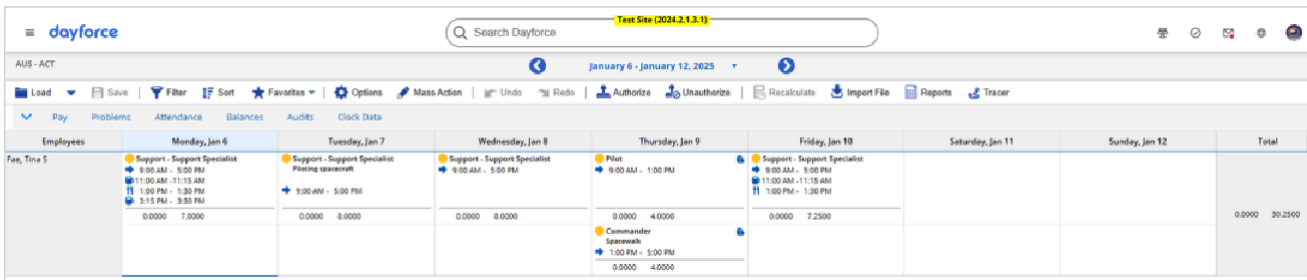 Test Site (2024.2.1.3.1)
dayforce
Search Dayforce
AUS - ACT
January 6 - January 12, 2025
Load Save Filter Sort Favorites Options Mass Action Undo Redo Authorize Unauthorize Recalculate Import File Reports Tracer
Pay Problems Attendance Balances Audits Clock Data
Employees Monday, Jan 6 Tuesday, Jan 7 Wednesday, Jan 8 Thursday, Jan 9 Friday, Jan 10 Saturday, Jan 11 Sunday, Jan 12 Total
Fee, Tina S
Support - Support Specialist
9:00 AM - 5:00 PM
11:00 AM -11:15 AM
1:00 PM - 1:30 PM
3:15 PM - 3:30 PM
0.0000 7.0000
Support - Support Specialist
Piloting spacecraft
9:00 AM - 5:00 PM
0.0000 8.0000
Support - Support Specialist
9:00 AM - 5:00 PM
0.0000 8.0000
Pilot
9:00 AM - 1:00 PM
0.0000 4.0000
Commander
Spacewalk
1:00 PM - 5:00 PM
0.0000 4.0000
Support - Support Specialist
9:00 AM - 5:00 PM
11:00 AM -11:15 AM
1:00 PM - 1:30 PM
0.0000 7.2500
0.0000 30.2500